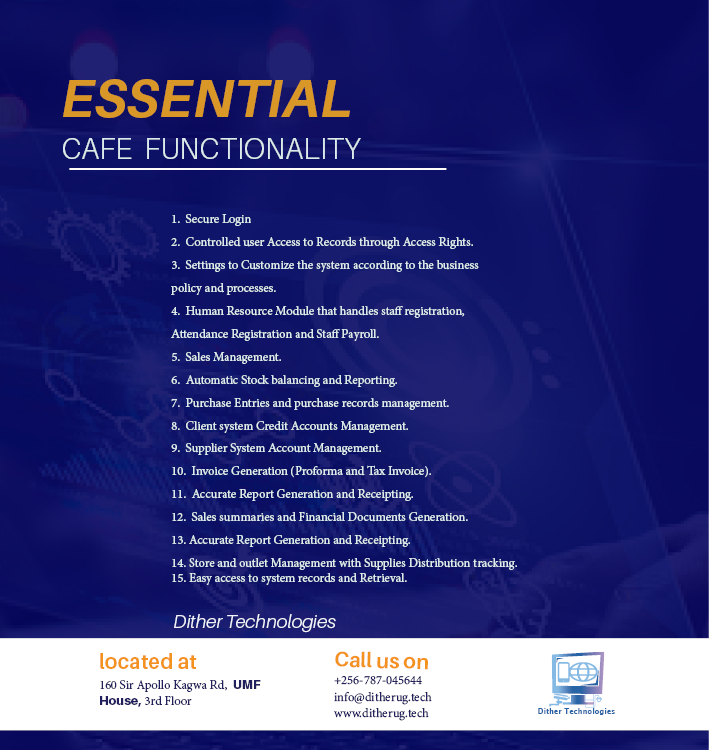 ESSENTIAL
CAFE FUNCTIONALITY
1. Secure Login
2. Controlled user Access to Records through Access Rights.
3. Settings to Customize the system according to the business
policy and processes.
4. Human Resource Module that handles staff registration,
Attendance Registration and Staff Payroll.
5. Sales Management.
6. Automatic Stock balancing and Reporting.
7. Purchase Entries and purchase records management.
8. Client system Credit Accounts Management.
9. Supplier System Account Management.
10. Invoice Generation (Proforma and Tax Invoice).
11. Accurate Report Generation and Receipting.
12. Sales summaries and Financial Documents Generation.
13. Accurate Report Generation and Receipting.
14. Store and outlet Management with Supplies Distribution tracking.
15. Easy access to system records and Retrieval.
Dither Technologies
located at
160 Sir Apollo Kagwa Rd, UMF
House, 3rd Floor
Call us on
+256-787-045644
info@ditherug.tech
www.ditherug.tech
Dither Technologies